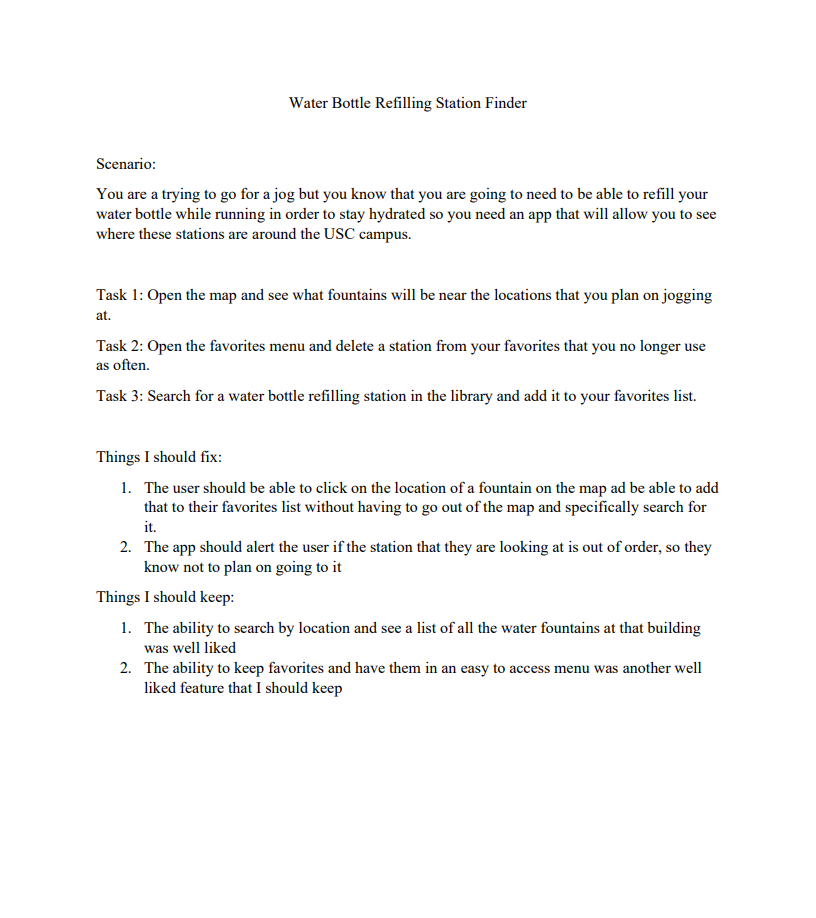 Water Bottle Refilling Station Finder
Scenario:
You are a trying to go for a jog but you know that you are going to need to be able to refill your
water bottle while running in order to stay hydrated so you need an app that will allow you to see
where these stations are around the USC campus.
Task 1: Open the map and see what fountains will be near the locations that you plan on jogging
at.
Task 2: Open the favorites menu and delete a station from your favorites that you no longer use
as often.
Task 3: Search for a water bottle refilling station in the library and add it to your favorites list.
Things I should fix:
1. The user should be able to click on the location of a fountain on the map ad be able to add
that to their favorites list without having to go out of the map and specifically search for
it.
2. The app should alert the user if the station that they are looking at is out of order, so they
know not to plan on going to it
Things I should keep:
1. The ability to search by location and see a list of all the water fountains at that building
was well liked
2. The ability to keep favorites and have them in an easy to access menu was another well
liked feature that I should keep